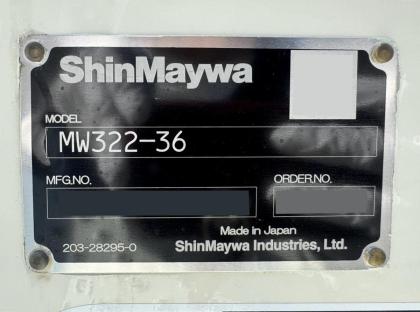 ShinMaywa
MODEL
MW322-36
MFG.NO. ORDER.NO.
Made in Japan
203-28295-0 ShinMaywa Industries, Ltd.